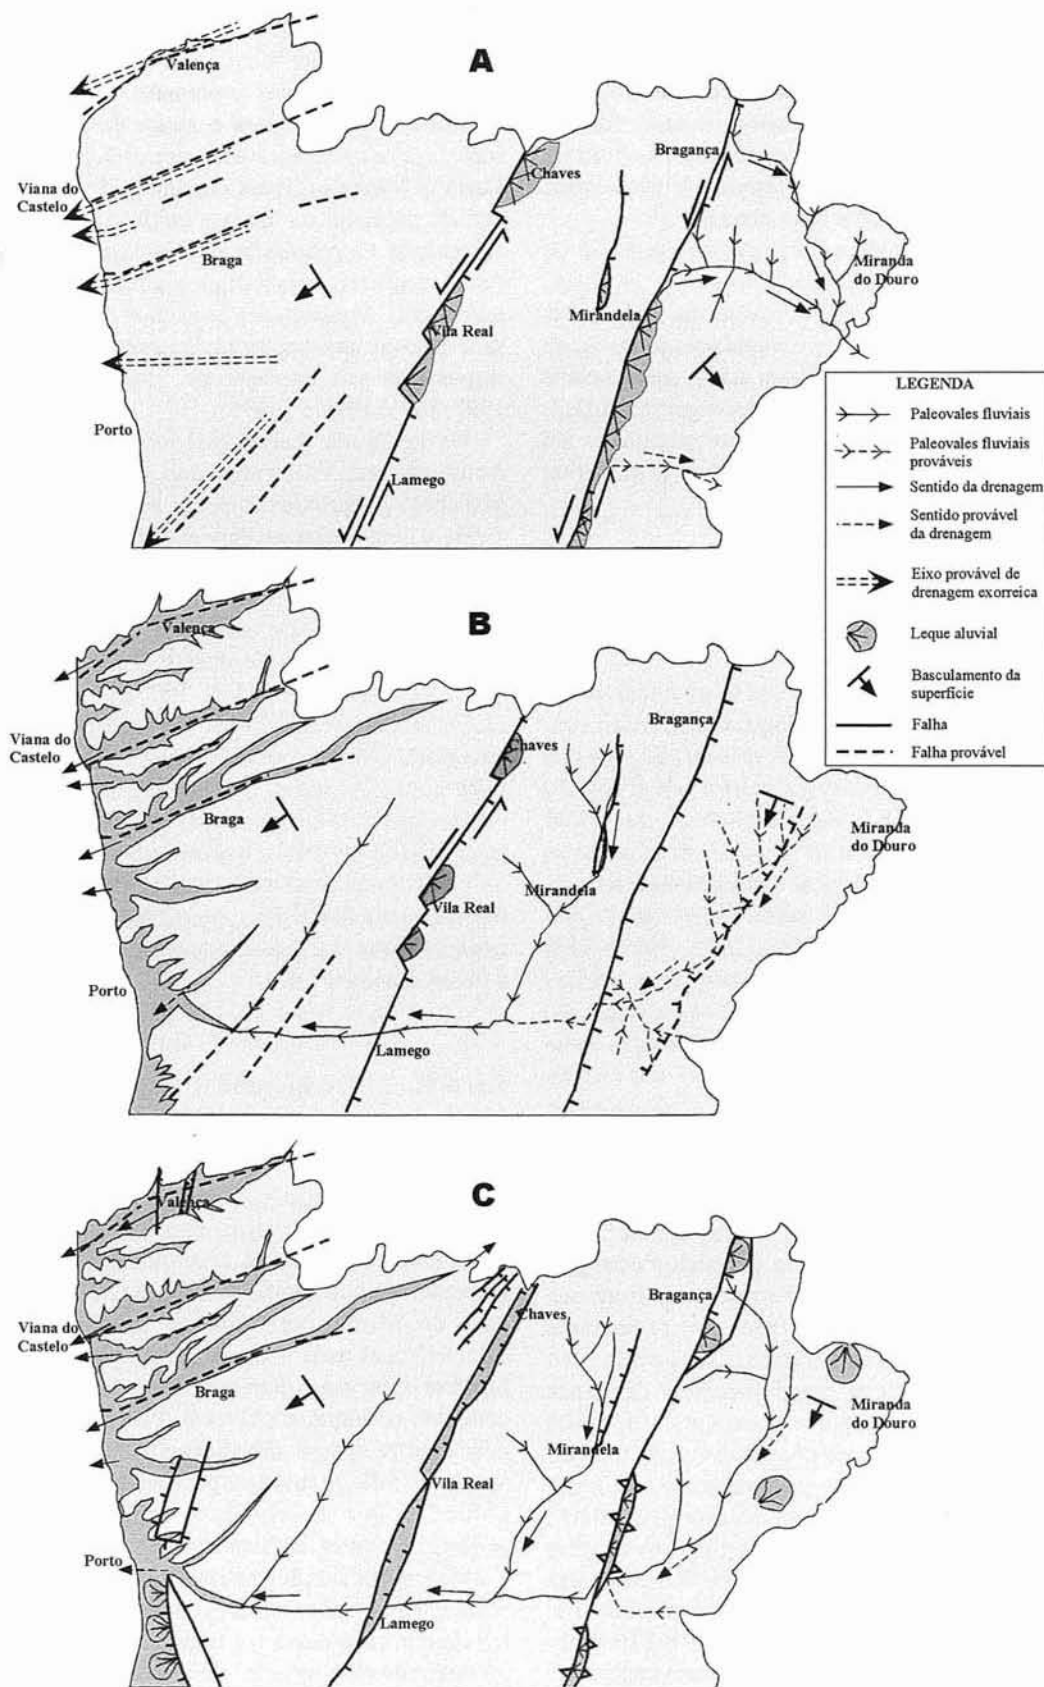 A
Valença
Chaves
Bragança
Viana do
Castelo
Braga
Miranda
do Douro
Mirandela
Vila Real
Porto
Lamego
LEGENDA
Paleovales fluviais
Paleovales fluviais
prováveis
Sentido da drenagem
Sentido provável
da drenagem
Eixo provável de
drenagem exorreica
Leque aluvial
Basculamento da
superfície
Falha
Falha provável
B
Valença
Bragança
Viana do
Castelo
Chaves
Braga
Miranda
do Douro
Mirandela
Vila Real
Porto
Lamego
C
Valença
Bragança
Chaves
Viana do
Castelo
Braga
Miranda
do Douro
Mirandela
Vila Real
Porto
Lamego